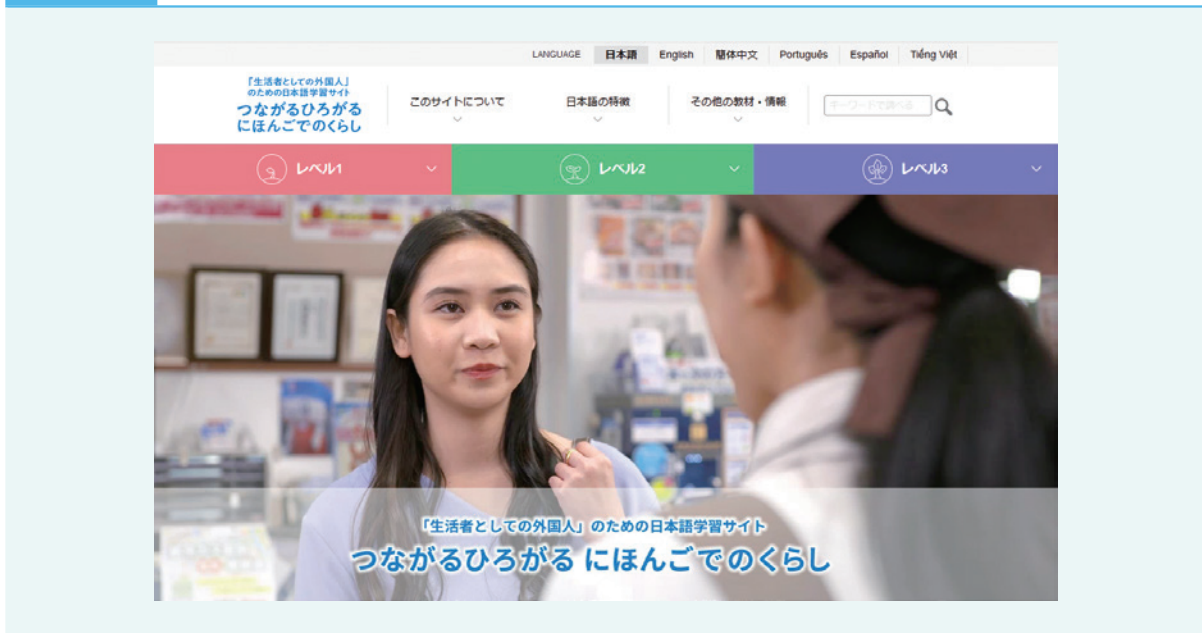 LANGUAGE 日本語 English 簡体中文 Português Español Tiếng Việt
「生活者としての外国人」
のための日本語学習サイト
つながるひろがる
にほんごでのくらし
このサイトについて 日本語の特徴 その他の教材・情報 キーワードで調べる
レベル1 レベル2 レベル3
「生活者としての外国人」のための日本語学習サイト
つながるひろがる にほんごでのくらし